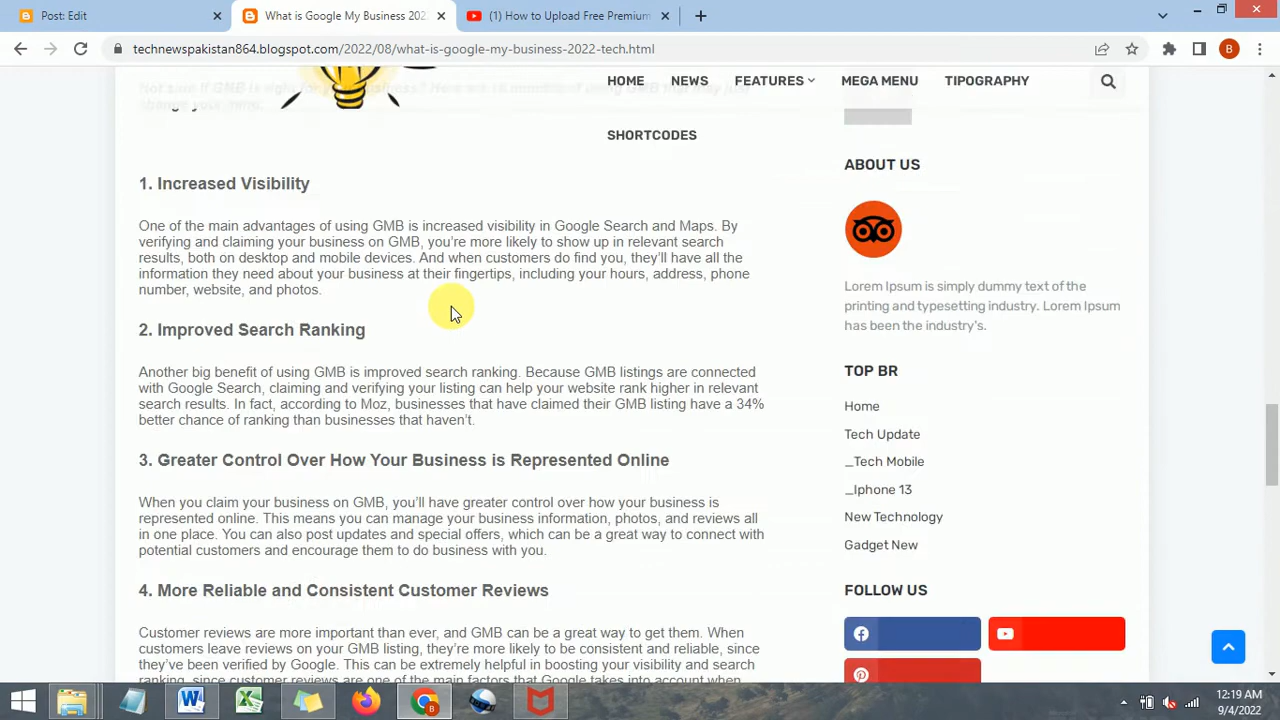 Post Edit
What is Google My Business 202
(1) How to Upload Free Premium
technewspakistan864.blogspot.com/2022/08/what-is-google-my-business-2022-tech.html
B
HOME NEWS FEATURES MEGA MENU TIPOGRAPHY
SHORTCODES
1. Increased Visibility
One of the main advantages of using GMB is increased visibility in Google Search and Maps. By
verifying and claiming your business on GMB, you're more likely to show up in relevant search
results, both on desktop and mobile devices. And when customers do find you, they'll have all the
information they need about your business at their fingertips, including your hours, address, phone
number, website, and photos.
2. Improved Search Ranking
Another big benefit of using GMB is improved search ranking. Because GMB listings are connected
with Google Search, claiming and verifying your listing can help your website rank higher in relevant
search results. In fact, according to Moz, businesses that have claimed their GMB listing have a 34%
better chance of ranking than businesses that haven't.
3. Greater Control Over How Your Business is Represented Online
When you claim your business on GMB, you'll have greater control over how your business is
represented online. This means you can manage your business information, photos, and reviews all
in one place. You can also post updates and special offers, which can be a great way to connect with
potential customers and encourage them to do business with you.
4. More Reliable and Consistent Customer Reviews
Customer reviews are more important than ever, and GMB can be a great way to get them. When
customers leave reviews on your GMB listing, they're more likely to be consistent and reliable, since
they've been verified by Google. This can be extremely helpful in boosting your visibility and search
ranking, since customer reviews are one of the main factors that Google takes into account when
ABOUT US
Lorem Ipsum is simply dummy text of the
printing and typesetting industry. Lorem Ipsum
has been the industry's.
TOP BR
Home
Tech Update
_Tech Mobile
_Iphone 13
New Technology
Gadget New
FOLLOW US
12:19 AM
9/4/2022